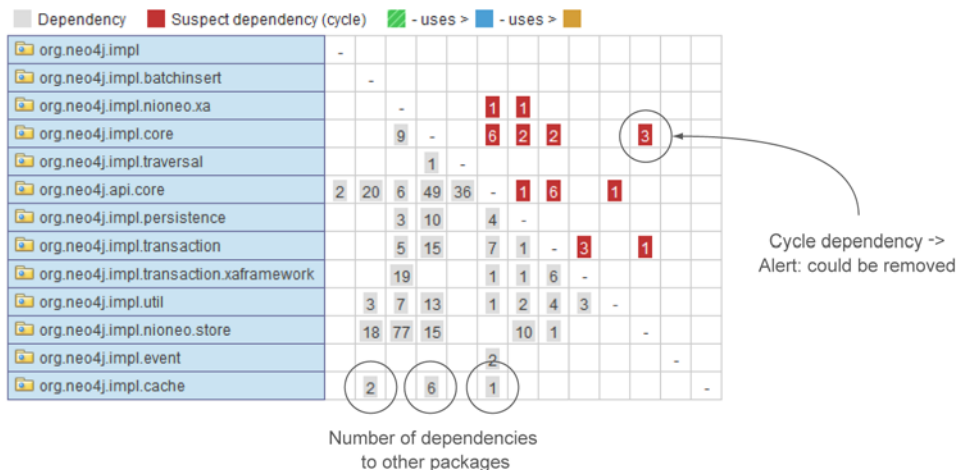 Dependency Suspect dependency (cycle) - uses > - uses >
org.neo4j.impl -
org.neo4j.impl.batchinsert -
org.neo4j.impl.nioneo.xa - 1 1
org.neo4j.impl.core 9 - 6 2 2 3
org.neo4j.impl.traversal 1 -
org.neo4j.api.core 2 20 6 49 36 - 1 6 1
org.neo4j.impl.persistence 3 10 4 -
org.neo4j.impl.transaction 5 15 7 1 - 3 1
org.neo4j.impl.transaction.xaframework 19 1 1 6 -
org.neo4j.impl.util 3 7 13 1 2 4 3 -
org.neo4j.impl.nioneo.store 18 77 15 10 1 -
org.neo4j.impl.event 2 -
org.neo4j.impl.cache 2 6 1 -
Cycle dependency ->
Alert: could be removed
Number of dependencies
to other packages